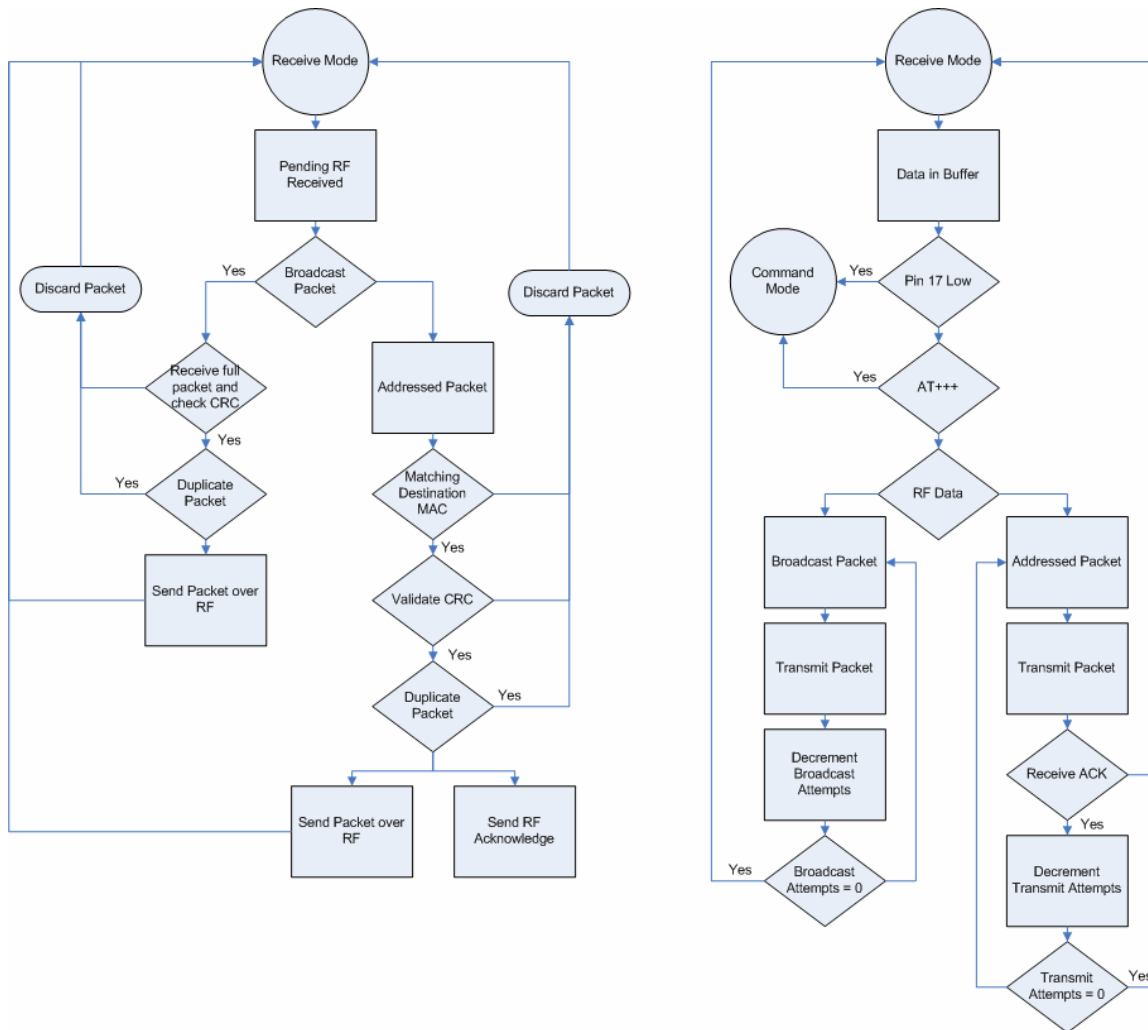 Receive Mode
Pending RF
Received
Yes
Broadcast
Packet
Discard Packet
Discard Packet
Receive full
packet and
check CRC
Addressed Packet
Yes
Yes
Duplicate
Packet
Matching
Destination
MAC
Yes
Send Packet over
RF
Validate CRC
Yes
Duplicate
Packet
Yes
Send Packet over
RF
Send RF
Acknowledge
Receive Mode
Data in Buffer
Command
Mode
Yes
Pin 17 Low
Yes
AT+++
RF Data
Broadcast Packet
Addressed Packet
Transmit Packet
Transmit Packet
Decrement
Broadcast
Attempts
Receive ACK
Yes
Yes
Broadcast
Attempts = 0
Decrement
Transmit Attempts
Transmit
Attempts = 0
Yes